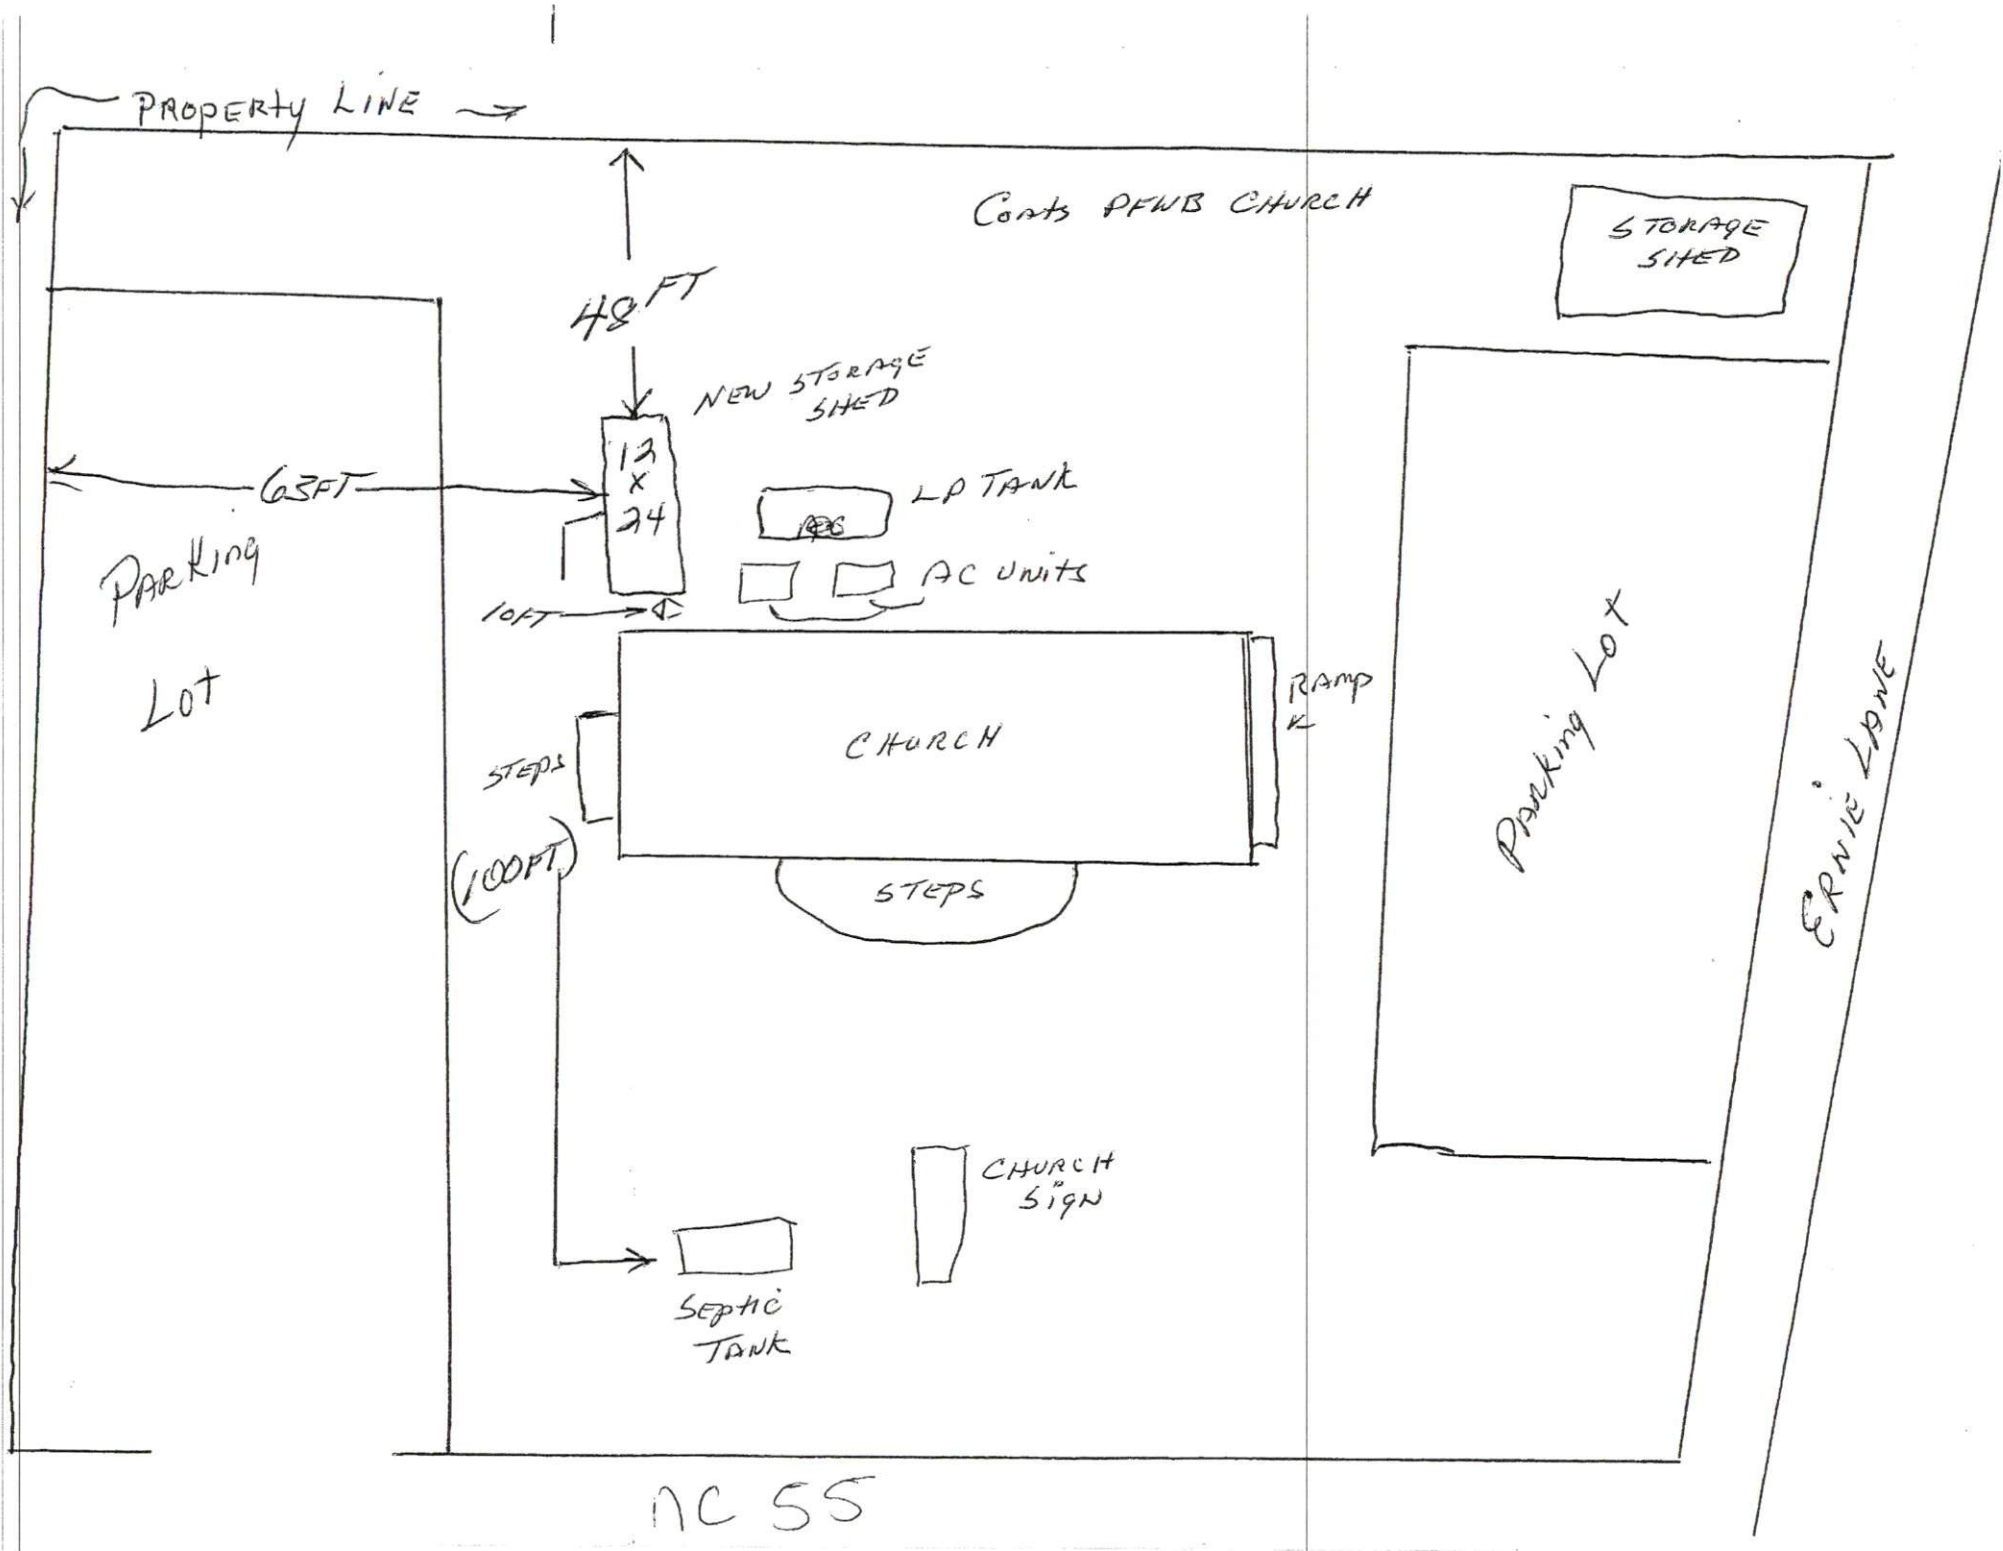 PROPERty LINE
Coats PFWB CHURCH
STORAGE
SHED
48 FT
NEW STORAGE
SHED
12
X
24
63FT
LP TANK
AC UNitS
10FT
PARKing
Lot
RAMP
CHURCH
STEPS
(100FT)
STEPS
PARKing Lot
ERNIE LANE
CHURCH
SigN
SEptic
TANK
NC 55